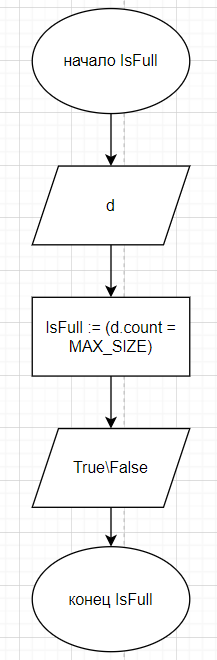 начало IsFull
d
IsFull := (d.count =
MAX_SIZE)
True\False
конец IsFull